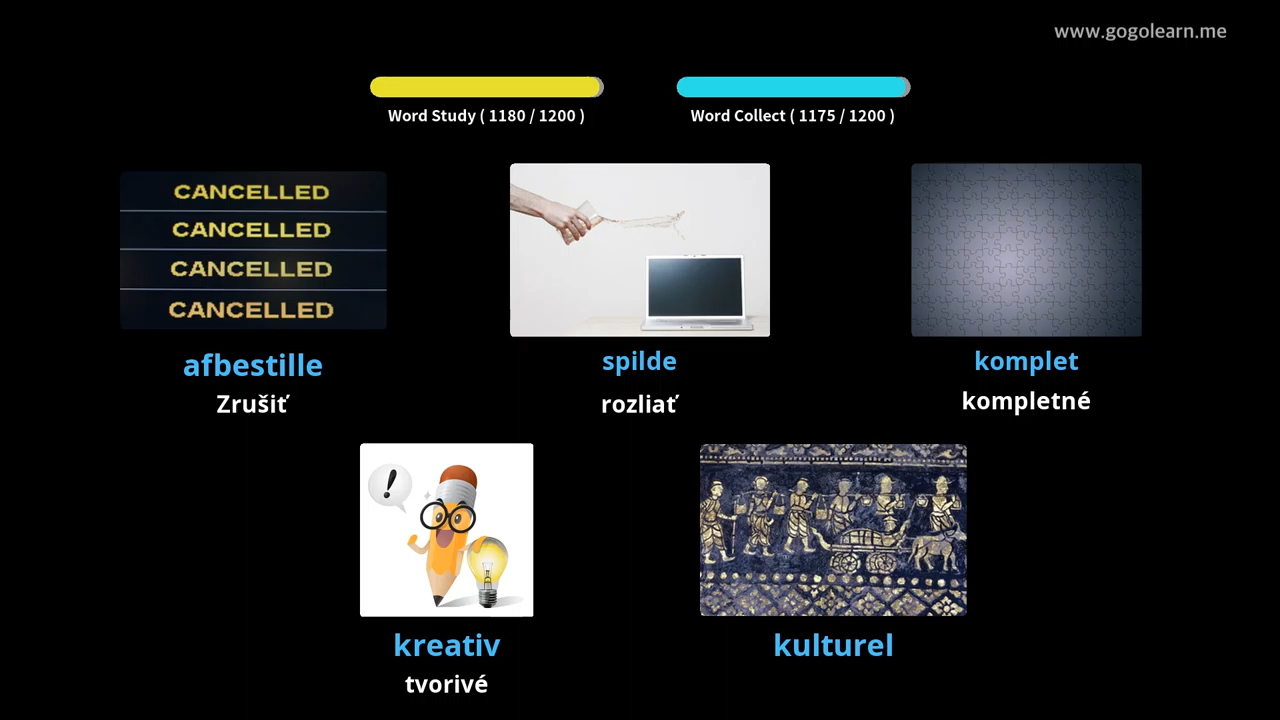 www.gogolearn.me
Word Study ( 1180 / 1200 )
Word Collect ( 1175 / 1200 )
CANCELLED
CANCELLED
CANCELLED
CANCELLED
afbestille
Zrušiť
spilde
rozliať
komplet
kompletné
!
kreativ
tvorivé
kulturel